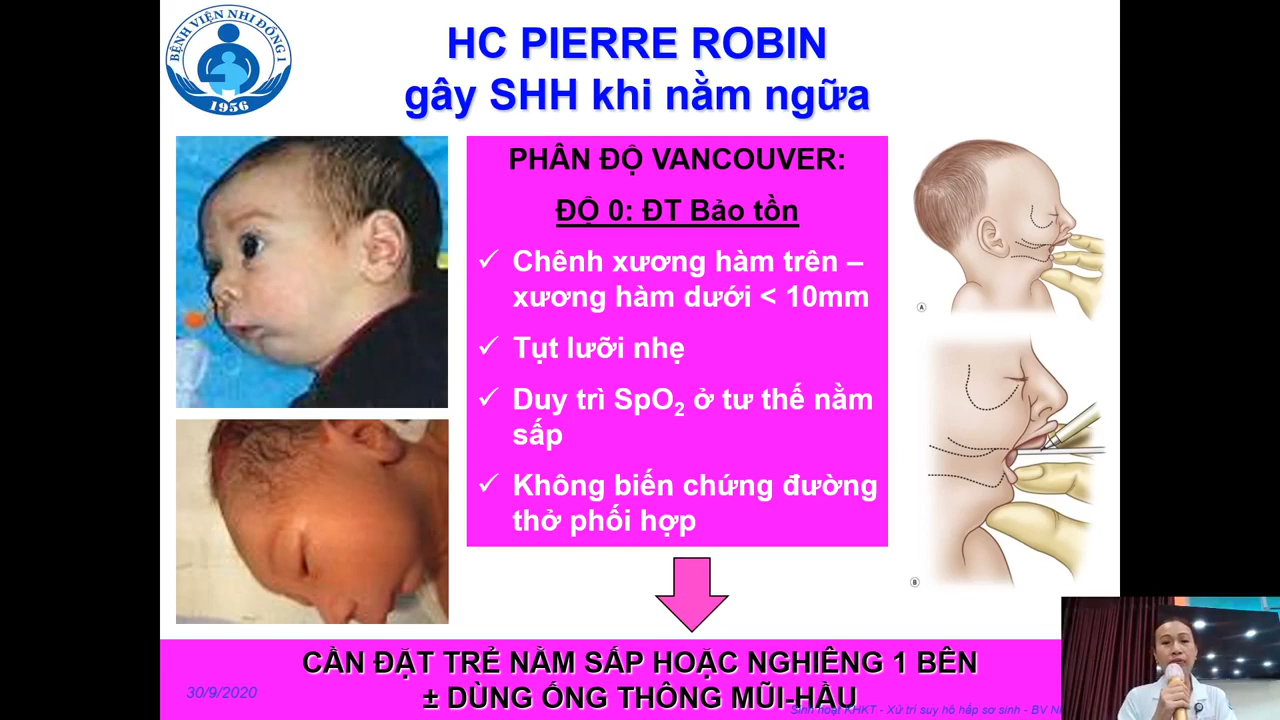 BỆNH VIỆN NHI ĐỒNG 1
1956
HC PIERRE ROBIN
gây SHH khi nằm ngữa
PHÂN ĐỘ VANCOUVER:
ĐỘ 0: ĐT Bảo tồn
✓ Chênh xương hàm trên –
xương hàm dưới < 10mm
✓ Tụt lưỡi nhẹ
✓ Duy trì SpO₂ ở tư thế nằm
sấp
✓ Không biến chứng đường
thở phối hợp
A
B
CẦN ĐẶT TRẺ NẰM SẤP HOẶC NGHIÊNG 1 BÊN
± DÙNG ỐNG THÔNG MŨI-HẦU
30/9/2020
Sinh hoạt KHKT - Xử trí suy hô hấp sơ sinh - BV